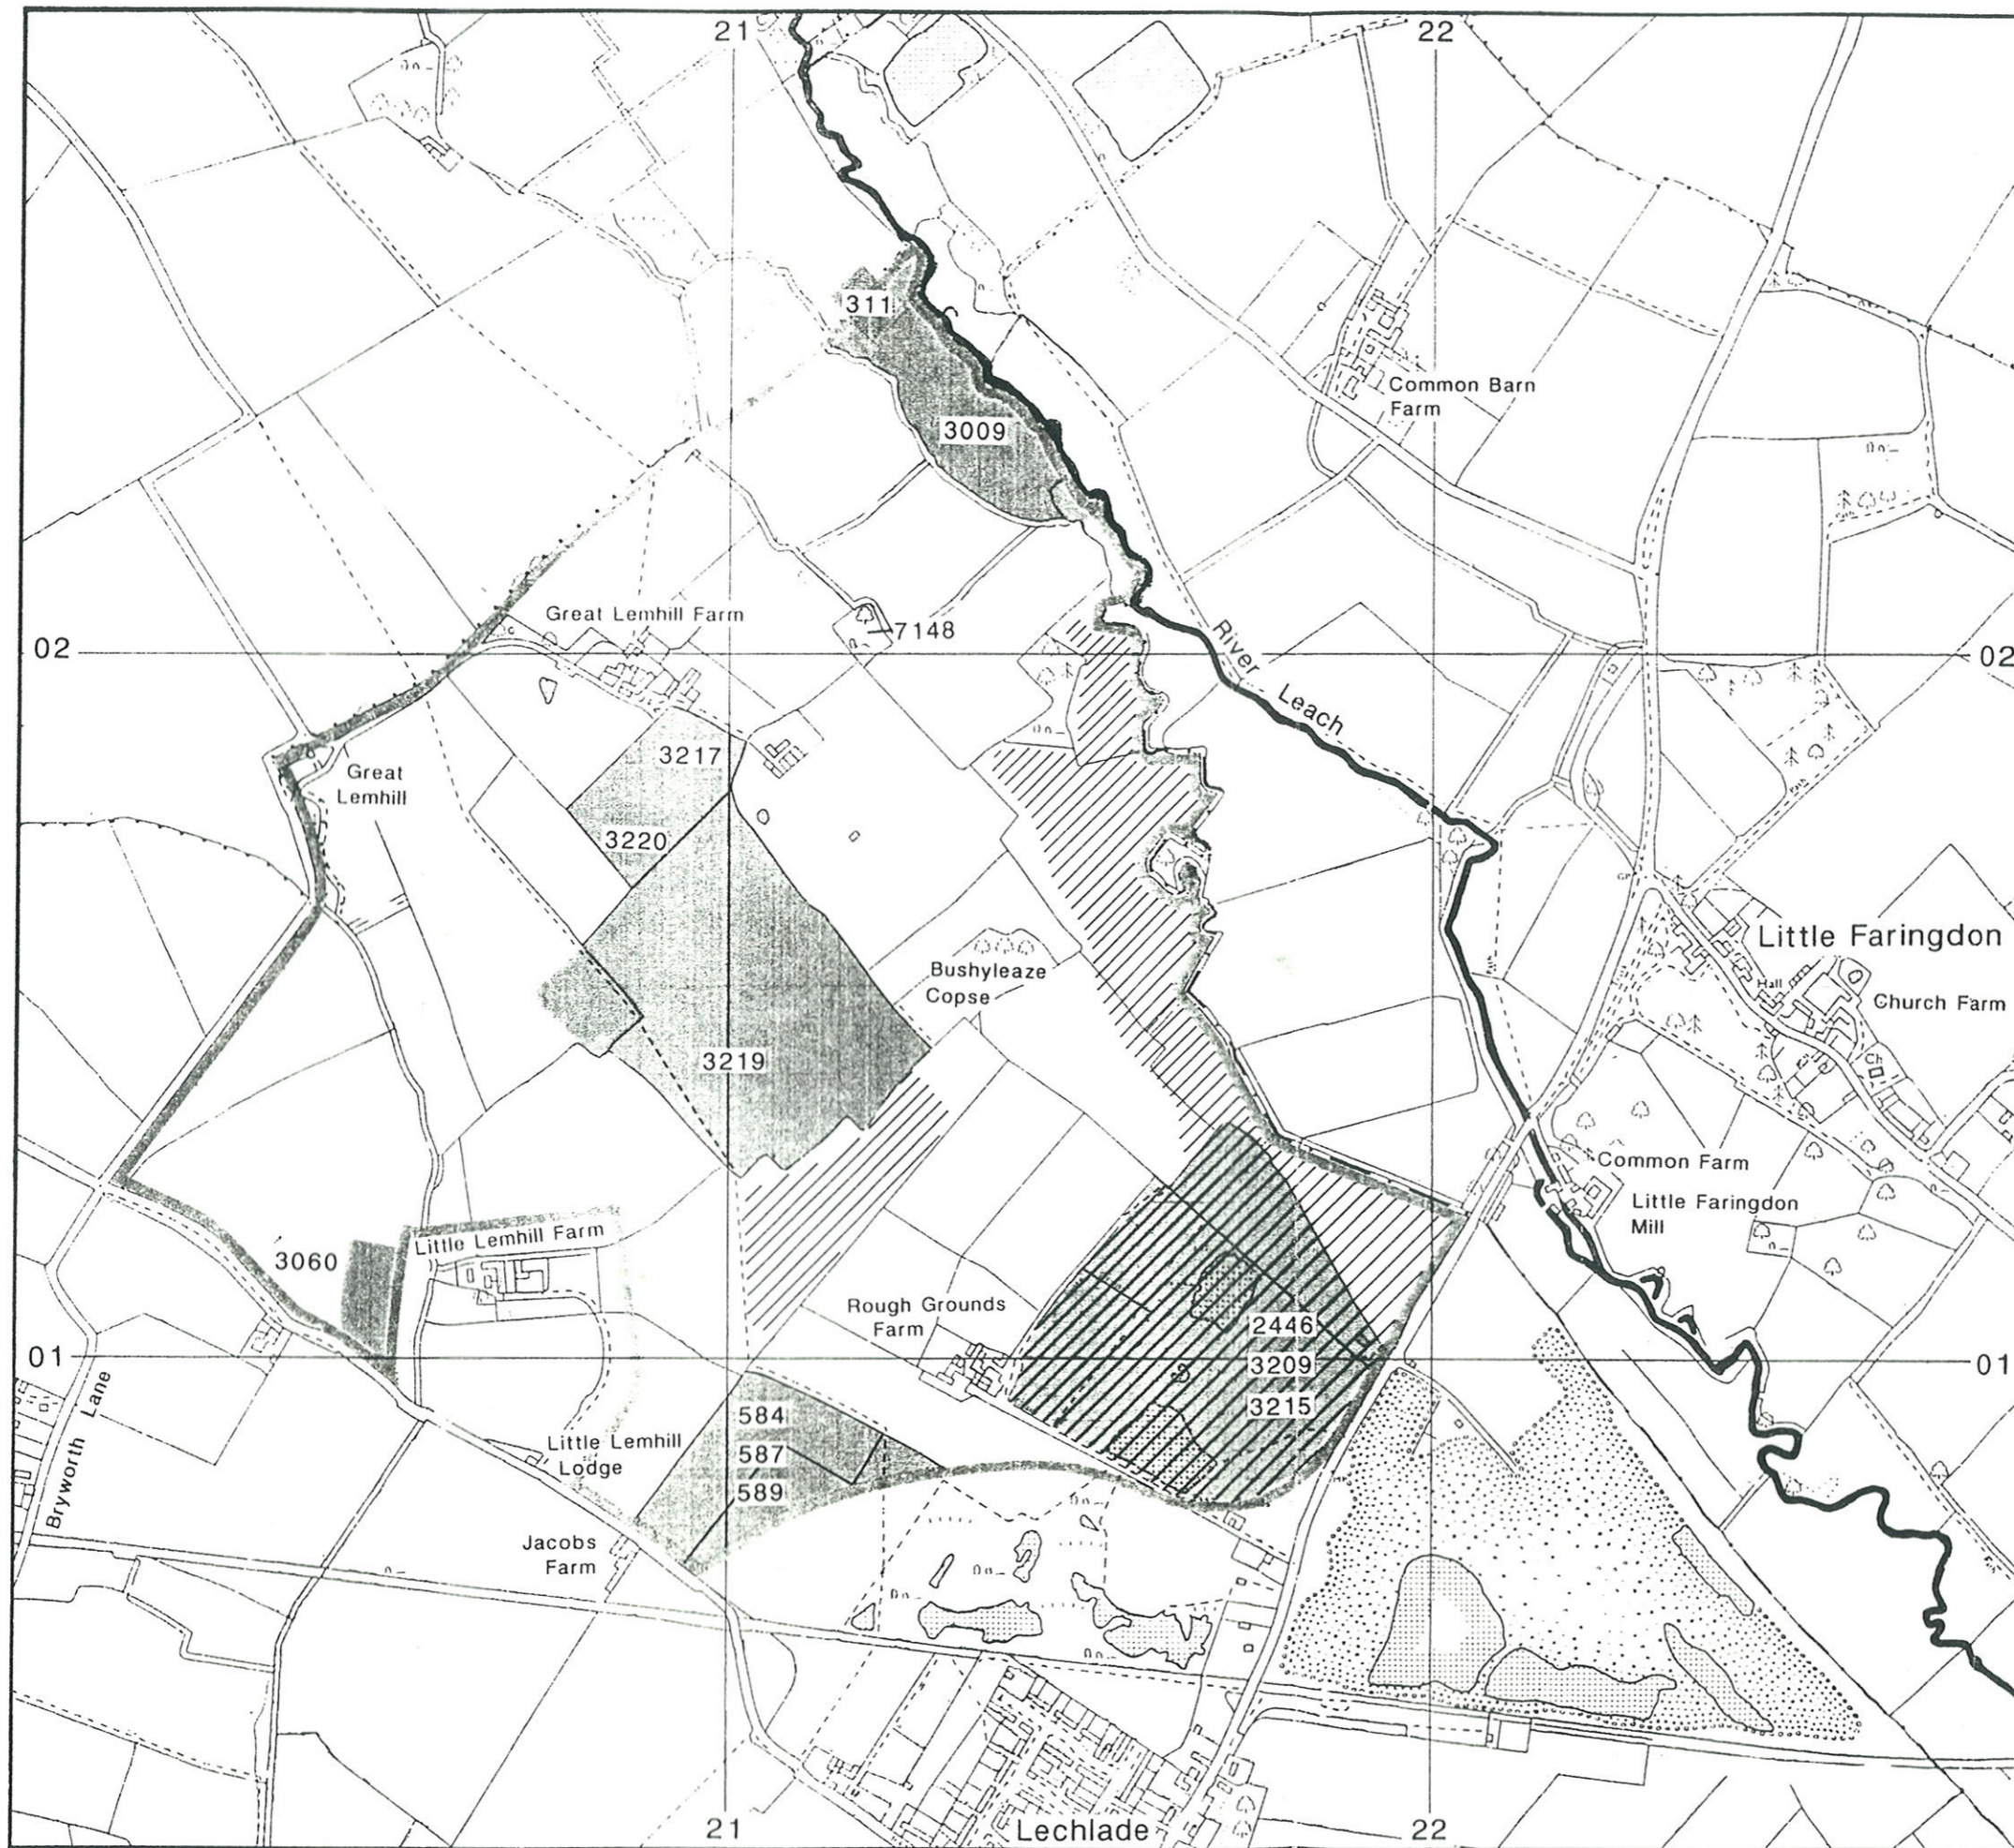 21
22
311
Common Barn
Farm
3009
Great Lemhill Farm
7148
02
02
River
Leach
3217
Great
Lemhill
3220
Little Faringdon
Bushyleaze
Copse
Hall
Church Farm
3219
Ch
Common Farm
Little Faringdon
Mill
Little Lemhill Farm
3060
Rough Grounds
Farm
2446
01
3209
01
3215
584
Little Lemhill
Lodge
587
589
Bryworth Lane
Jacobs
Farm
21
Lechlade
22